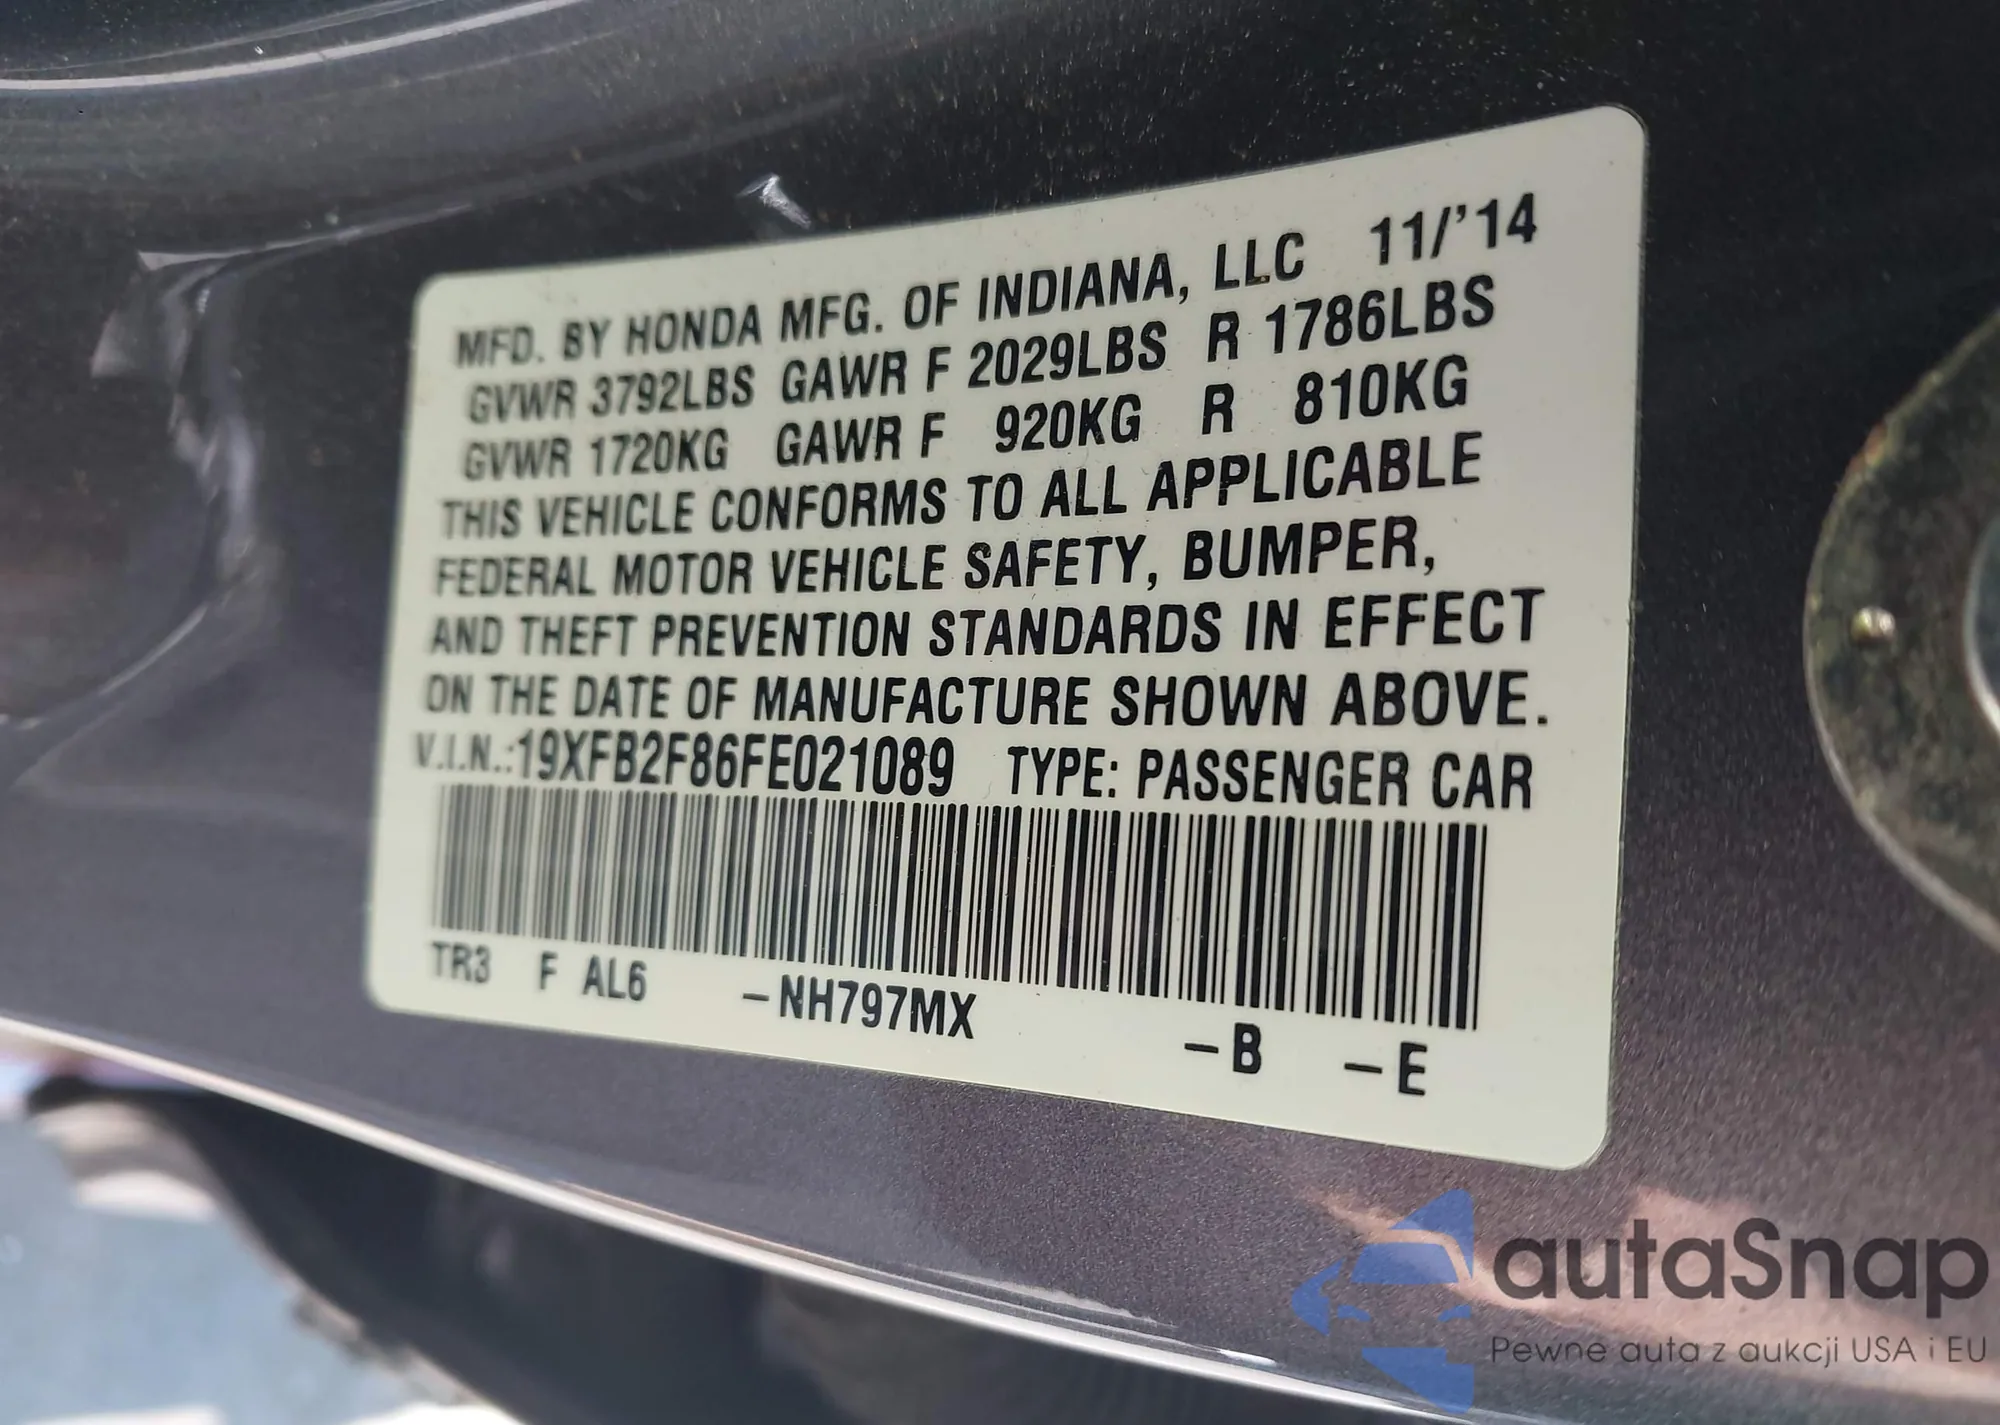 MFD. BY HONDA MFG. OF INDIANA, LLC 11/'14
GVWR 3792LBS GAWR F 2029LBS R 1786LBS
GVWR 1720KG GAWR F 920KG R 810KG
THIS VEHICLE CONFORMS TO ALL APPLICABLE
FEDERAL MOTOR VEHICLE SAFETY, BUMPER,
AND THEFT PREVENTION STANDARDS IN EFFECT
ON THE DATE OF MANUFACTURE SHOWN ABOVE.
V.I.N.:19XFB2F86FE021089 TYPE: PASSENGER CAR
TR3 F AL6 -NH797MX -B -E
autaSnap
Pewne auta z aukcji USA i EU